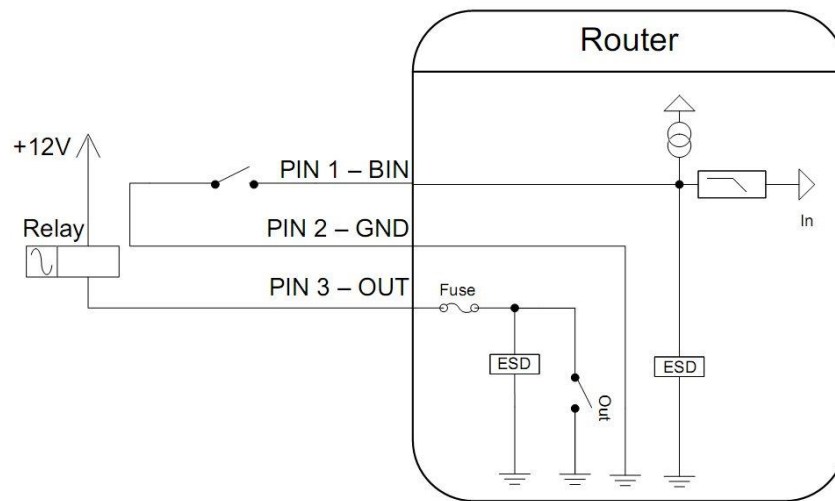 Router
+12V
PIN 1 – BIN
In
PIN 2 – GND
Relay
PIN 3 – OUT
Fuse
ESD
ESD
Out